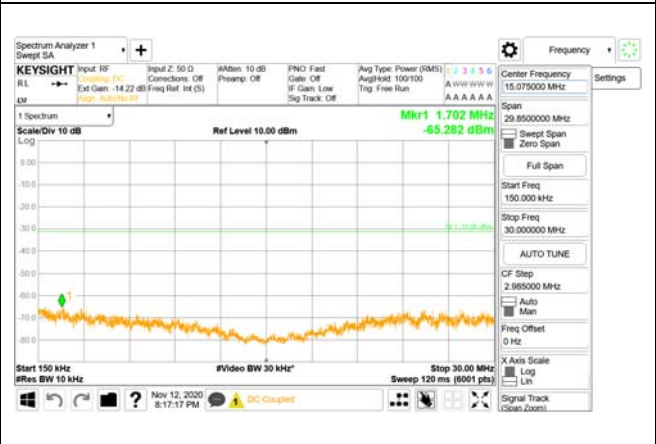 Spectrum Analyzer 1
Swept SA
Frequency
KEYSIGHT
Input: RF
Coupling: DC
Ext Gain: -14.22 dB
Align: Auto/No RF
RL
Input Z: 50 Ω
Corrections: Off
Freq Ref: Int (S)
#Atten: 10 dB
Preamp: Off
PNO: Fast
Gate: Off
IF Gain: Low
Sig Track: Off
Avg Type: Power (RMS)
Avg|Hold: 100/100
Trig: Free Run
1 2 3 4 5 6
A W W W W W
A A A A A A
1 Spectrum
Mkr1 1.702 MHz
-65.282 dBm
Scale/Div 10 dB
Ref Level 10.00 dBm
Log
0.00
-10.0
-20.0
-30.0
-40.0
-50.0
-60.0
-70.0
-80.0
1
Start 150 kHz
#Video BW 30 kHz*
Stop 30.00 MHz
#Res BW 10 kHz
Sweep 120 ms (6001 pts)
Nov 12, 2020
8:17:17 PM
DC Coupled
Center Frequency
15.075000 MHz
Settings
Span
29.8500000 MHz
Swept Span
Zero Span
Full Span
Start Freq
150.000 kHz
Stop Freq
30.000000 MHz
AUTO TUNE
CF Step
2.985000 MHz
Auto
Man
Freq Offset
0 Hz
X Axis Scale
Log
Lin
Signal Track
(Span Zoom)